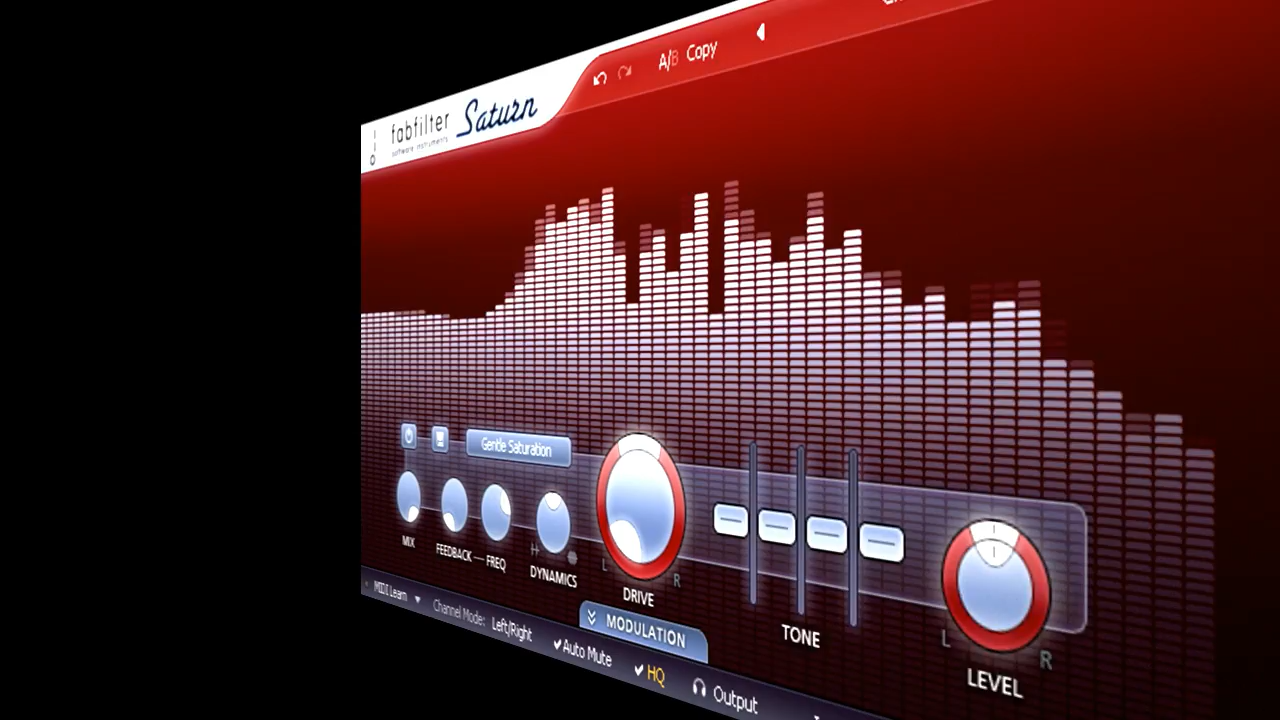 A/B Copy
fabfilter Saturn
software instruments
Gentle Saturation
MIX
FEEDBACK
FREQ
DYNAMICS
L
R
DRIVE
TONE
L
R
LEVEL
MODULATION
MIDI Learn
Channel Mode: Left/Right
Auto Mute
HQ
Output